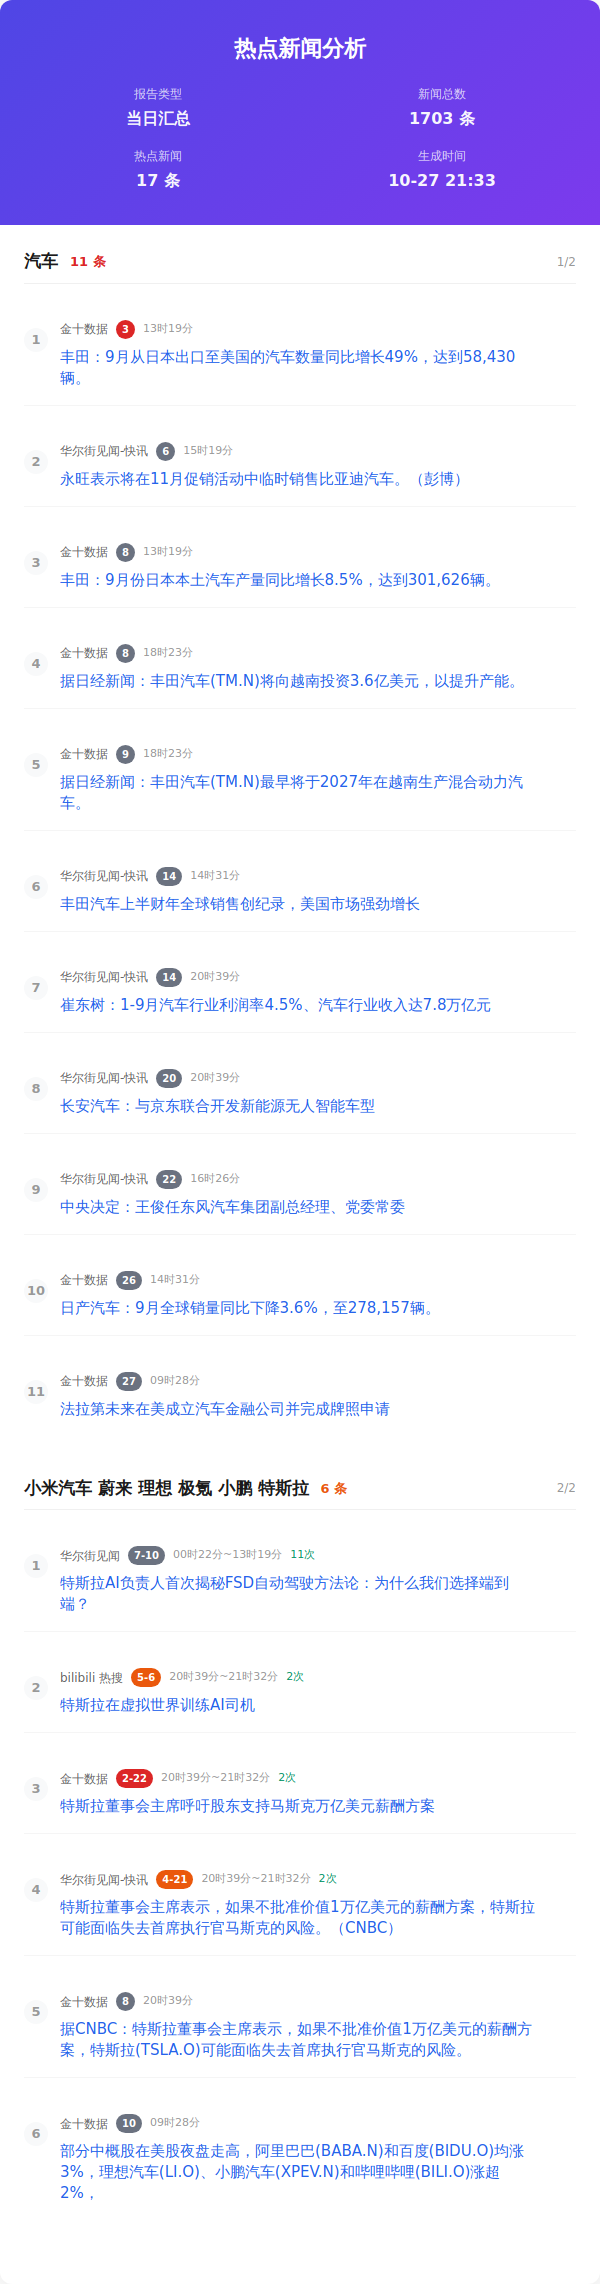 热点新闻分析
报告类型
新闻总数
当日汇总
1703 条
热点新闻
生成时间
17 条
10-27 21:33
汽车 11 条 1/2
1
金十数据 3 13时19分
丰田：9月从日本出口至美国的汽车数量同比增长49%，达到58,430
辆。
2
华尔街见闻-快讯 6 15时19分
永旺表示将在11月促销活动中临时销售比亚迪汽车。（彭博）
3
金十数据 8 13时19分
丰田：9月份日本本土汽车产量同比增长8.5%，达到301,626辆。
4
金十数据 8 18时23分
据日经新闻：丰田汽车(TM.N)将向越南投资3.6亿美元，以提升产能。
5
金十数据 9 18时23分
据日经新闻：丰田汽车(TM.N)最早将于2027年在越南生产混合动力汽
车。
6
华尔街见闻-快讯 14 14时31分
丰田汽车上半财年全球销售创纪录，美国市场强劲增长
7
华尔街见闻-快讯 14 20时39分
崔东树：1-9月汽车行业利润率4.5%、汽车行业收入达7.8万亿元
8
华尔街见闻-快讯 20 20时39分
长安汽车：与京东联合开发新能源无人智能车型
9
华尔街见闻-快讯 22 16时26分
中央决定：王俊任东风汽车集团副总经理、党委常委
10
金十数据 26 14时31分
日产汽车：9月全球销量同比下降3.6%，至278,157辆。
11
金十数据 27 09时28分
法拉第未来在美成立汽车金融公司并完成牌照申请
小米汽车 蔚来 理想 极氪 小鹏 特斯拉 6 条 2/2
1
华尔街见闻 7-10 00时22分~13时19分 11次
特斯拉AI负责人首次揭秘FSD自动驾驶方法论：为什么我们选择端到
端？
2
bilibili 热搜 5-6 20时39分~21时32分 2次
特斯拉在虚拟世界训练AI司机
3
金十数据 2-22 20时39分~21时32分 2次
特斯拉董事会主席呼吁股东支持马斯克万亿美元薪酬方案
4
华尔街见闻-快讯 4-21 20时39分~21时32分 2次
特斯拉董事会主席表示，如果不批准价值1万亿美元的薪酬方案，特斯拉
可能面临失去首席执行官马斯克的风险。（CNBC）
5
金十数据 8 20时39分
据CNBC：特斯拉董事会主席表示，如果不批准价值1万亿美元的薪酬方
案，特斯拉(TSLA.O)可能面临失去首席执行官马斯克的风险。
6
金十数据 10 09时28分
部分中概股在美股夜盘走高，阿里巴巴(BABA.N)和百度(BIDU.O)均涨
3%，理想汽车(LI.O)、小鹏汽车(XPEV.N)和哔哩哔哩(BILI.O)涨超
2%，